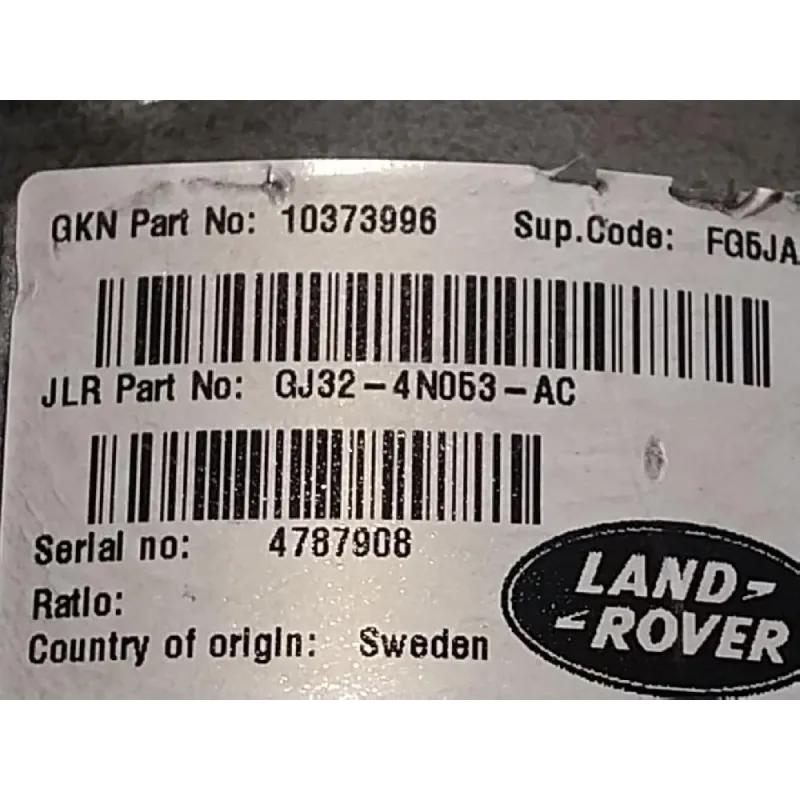 GKN Part No: 10373996 Sup.Code: FG5JA
JLR Part No: GJ32-4N053-AC
Serial no: 4787908
Ratio:
Country of origin: Sweden
LAND
ROVER